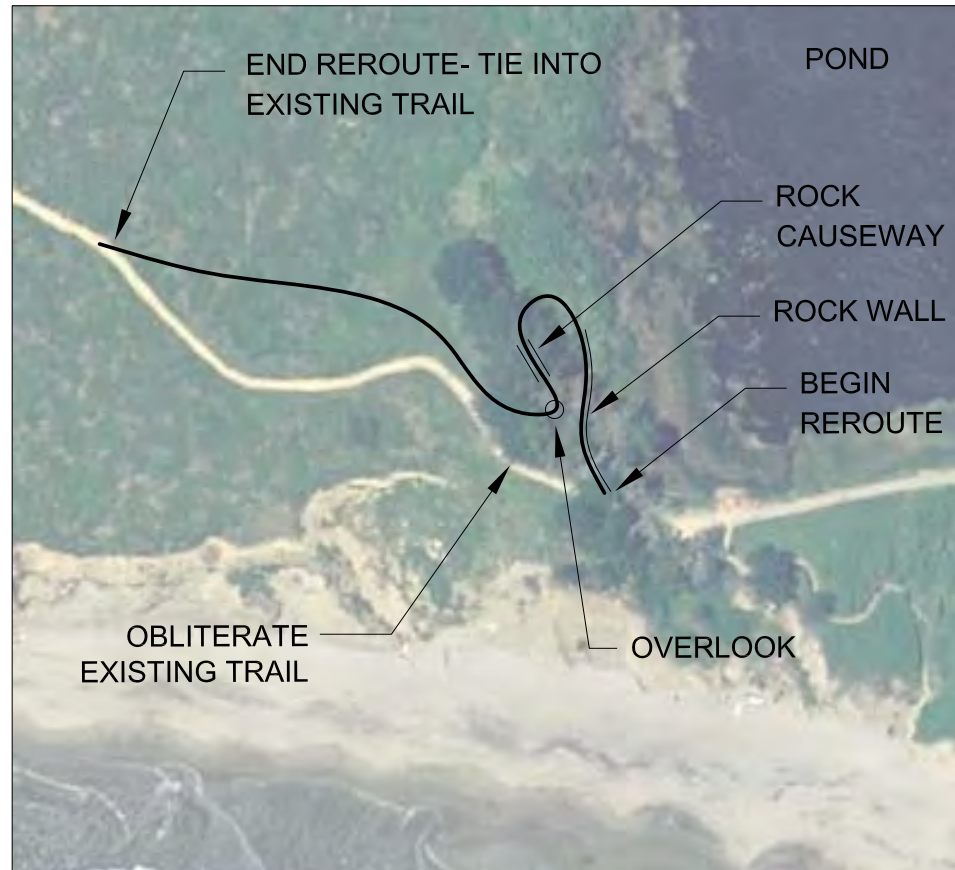 END REROUTE- TIE INTO
EXISTING TRAIL
POND
ROCK
CAUSEWAY
ROCK WALL
BEGIN
REROUTE
OBLITERATE
EXISTING TRAIL
OVERLOOK